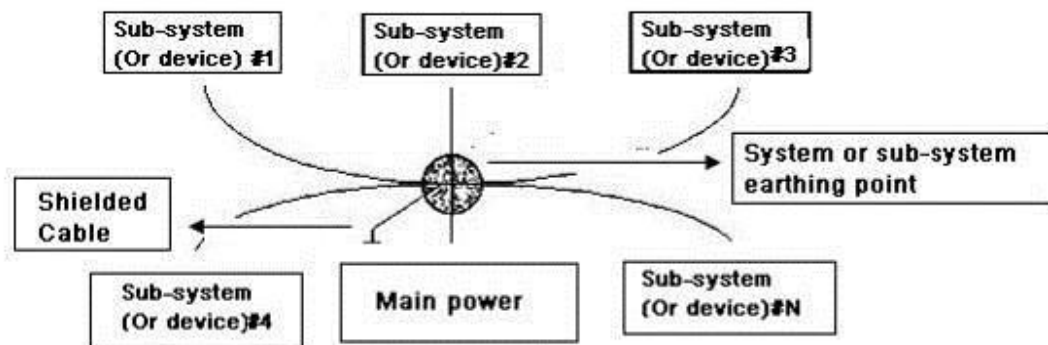 Sub-system
(Or device) #1
Sub-system
(Or device)#2
Sub-system
(Or device)#3
System or sub-system
earthing point
Shielded
Cable
Sub-system
(Or device)#4
Main power
Sub-system
(Or device)#N